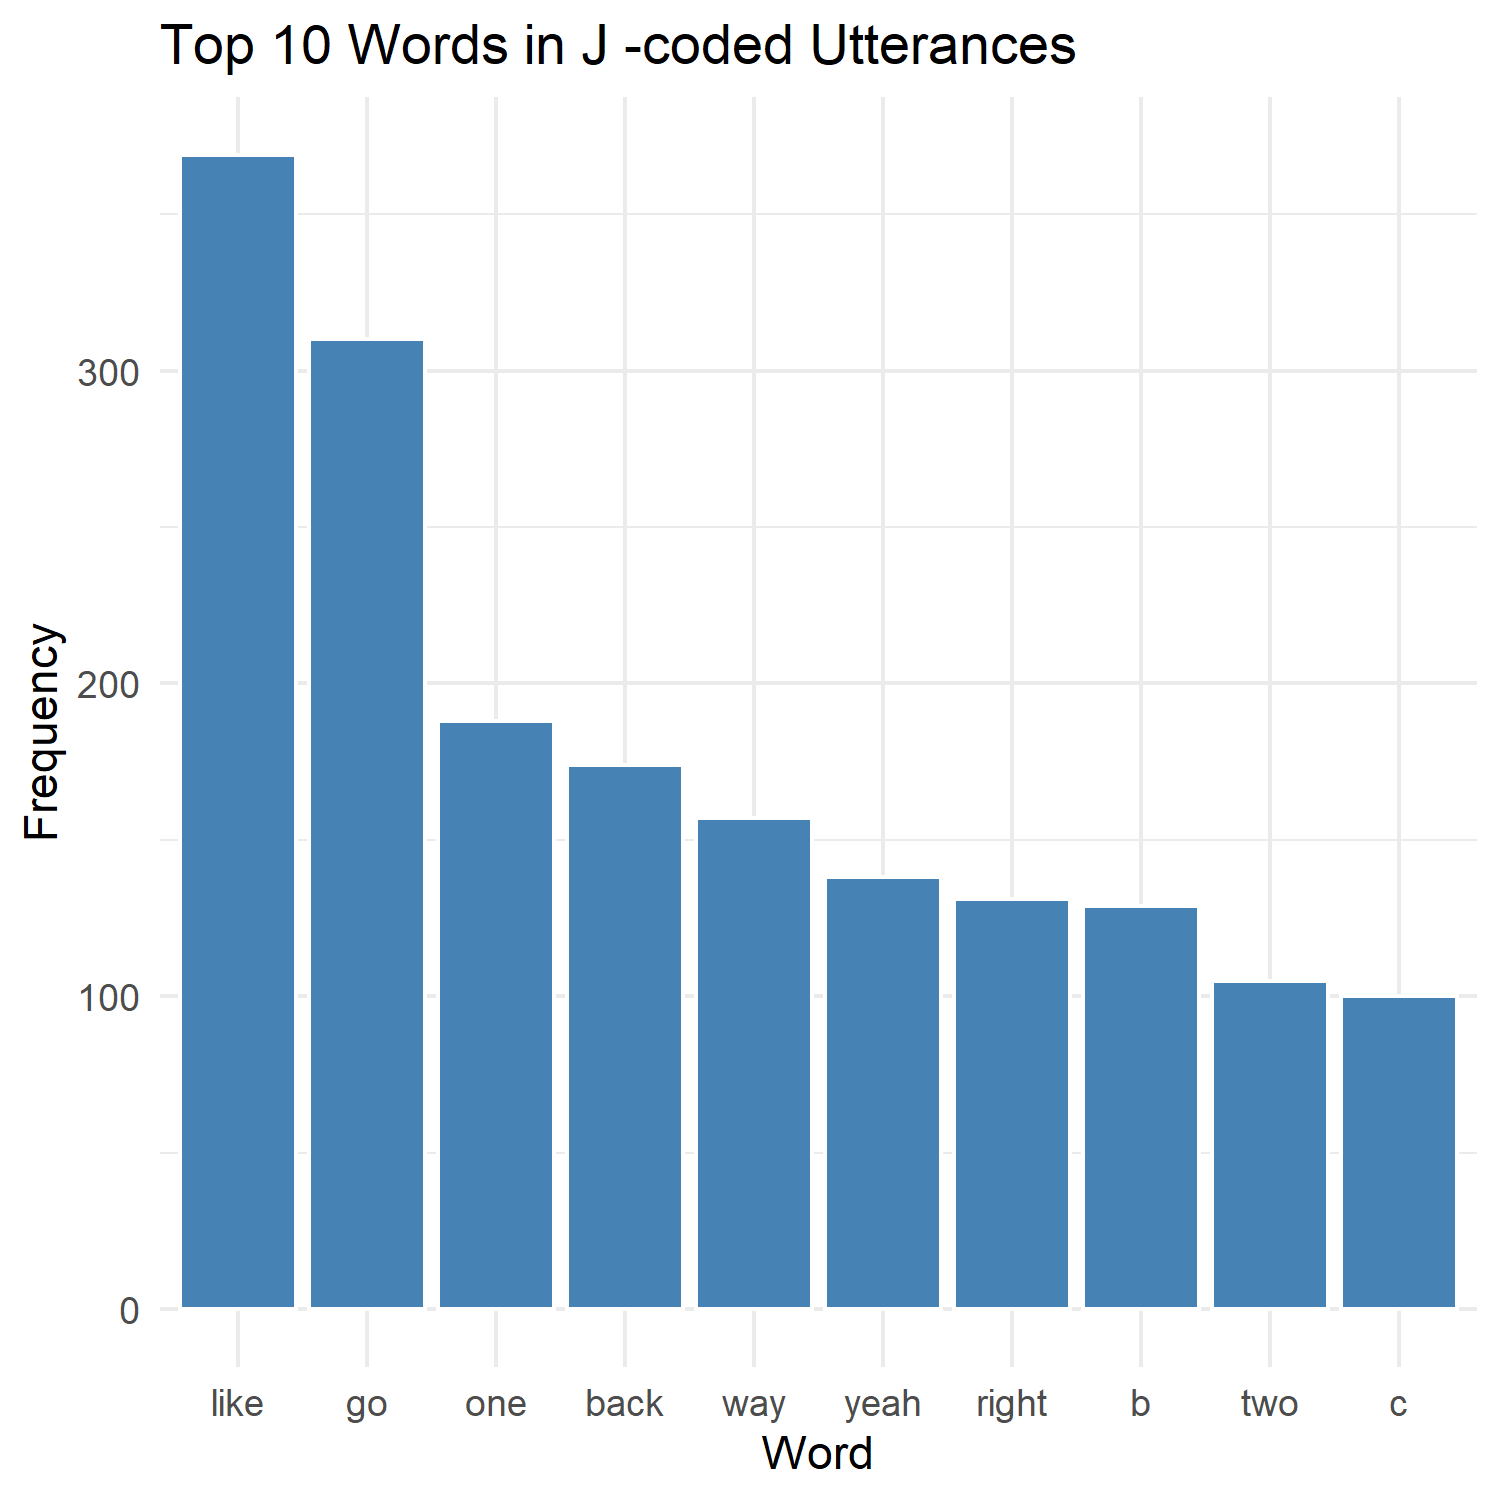 Top 10 Words in J -coded Utterances
Frequency
300
200
100
0
like go one back way yeah right b two c
Word